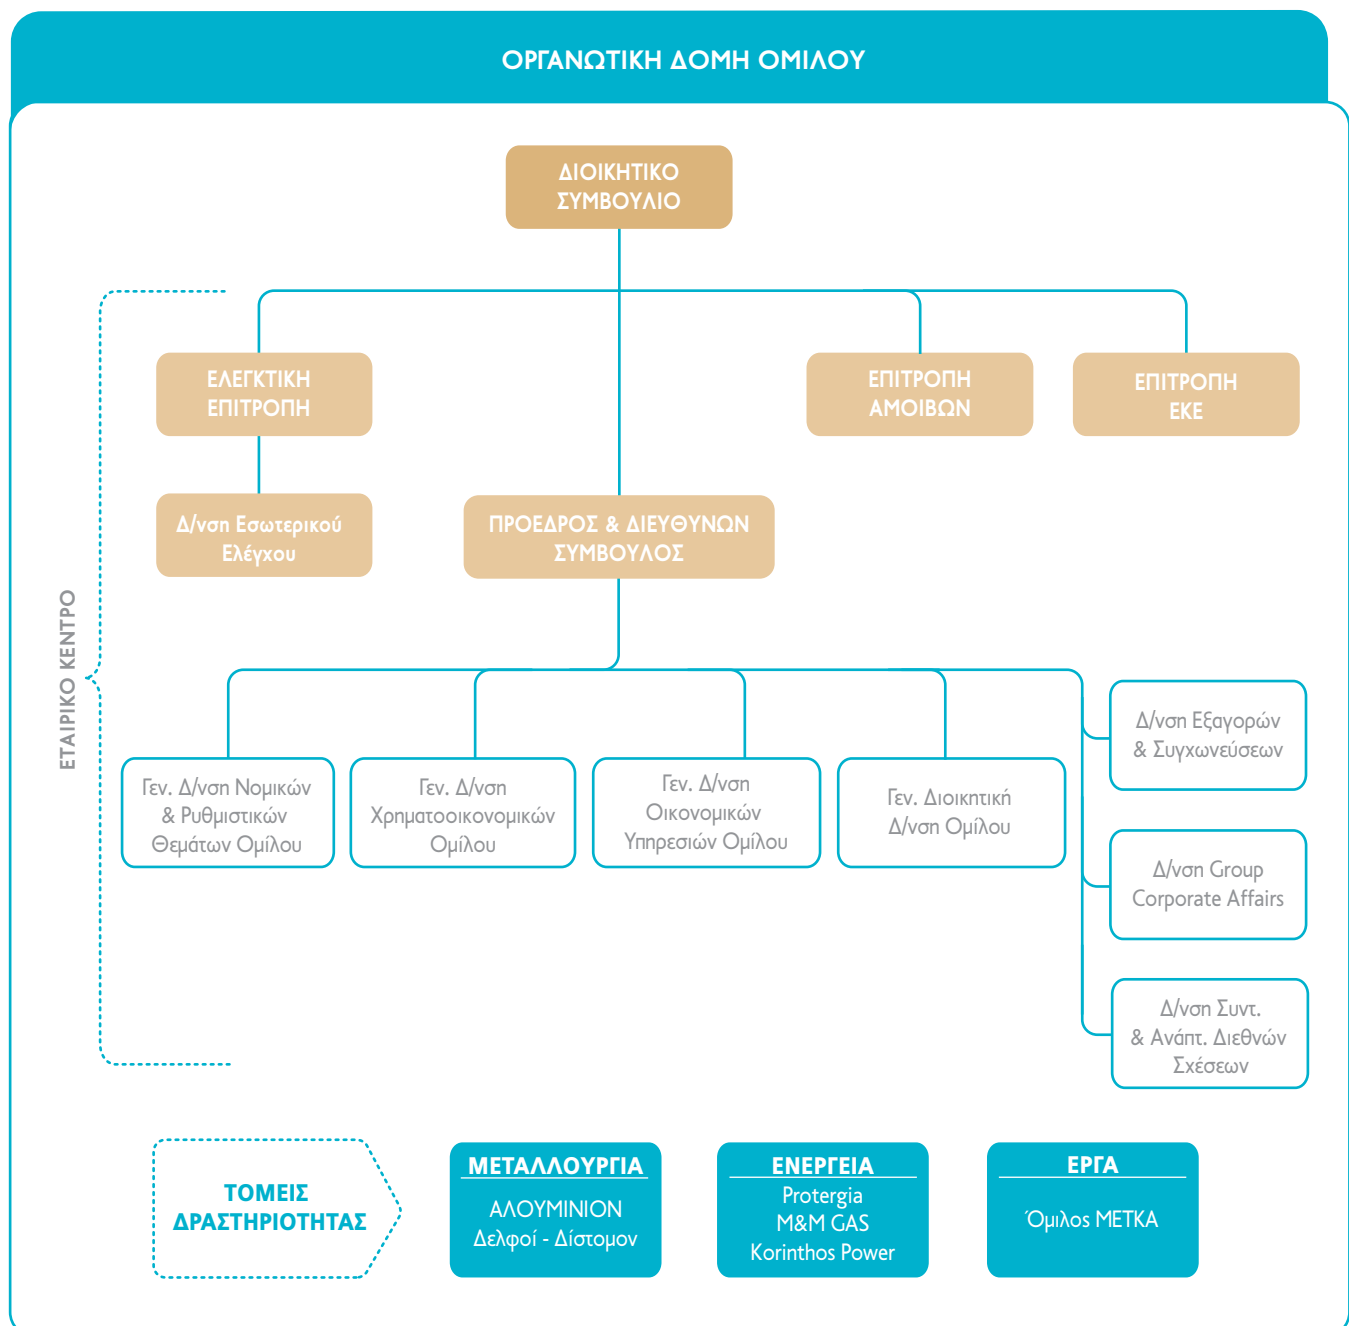 ΟΡΓΑΝΩΤΙΚΗ ΔΟΜΗ ΟΜΙΛΟΥ
ΔΙΟΙΚΗΤΙΚΟ
ΣΥΜΒΟΥΛΙΟ
ΕΛΕΓΚΤΙΚΗ
ΕΠΙΤΡΟΠΗ
ΕΠΙΤΡΟΠΗ
ΑΜΟΙΒΩΝ
ΕΠΙΤΡΟΠΗ
ΕΚΕ
Δ/νση Εσωτερικού
Ελέγχου
ΠΡΟΕΔΡΟΣ & ΔΙΕΥΘΥΝΩΝ
ΣΥΜΒΟΥΛΟΣ
ΕΤΑΙΡΙΚΟ ΚΕΝΤΡΟ
Γεν. Δ/νση Νομικών
& Ρυθμιστικών
Θεμάτων Ομίλου
Γεν. Δ/νση
Χρηματοοικονομικών
Ομίλου
Γεν. Δ/νση
Οικονομικών
Υπηρεσιών Ομίλου
Γεν. Διοικητική
Δ/νση Ομίλου
Δ/νση Εξαγορών
& Συγχωνεύσεων
Δ/νση Group
Corporate Affairs
Δ/νση Συντ.
& Ανάπτ. Διεθνών
Σχέσεων
ΤΟΜΕΙΣ
ΔΡΑΣΤΗΡΙΟΤΗΤΑΣ
ΜΕΤΑΛΛΟΥΡΓΙΑ
ΑΛΟΥΜΙΝΙΟΝ
Δελφοί - Δίστομον
ΕΝΕΡΓΕΙΑ
Protergia
M&M GAS
Korinthos Power
ΕΡΓΑ
Όμιλος ΜΕΤΚΑ